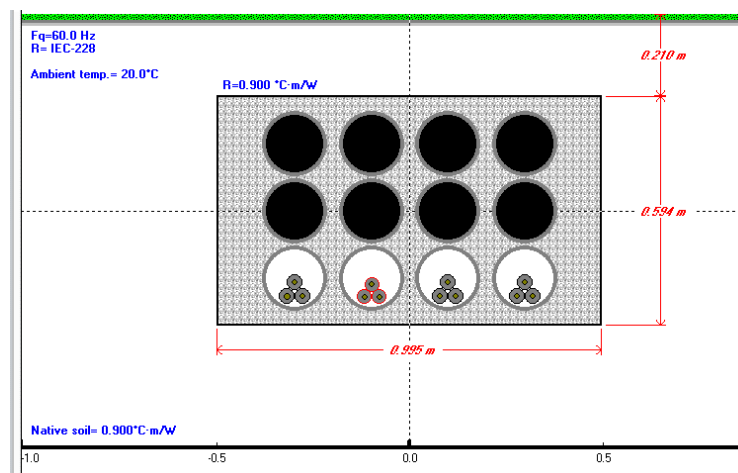 Fq=60.0 Hz
R= IEC-228
Ambient temp.= 20.0°C
R=0.900 °C·m/W
0.210 m
0.594 m
0.995 m
Native soil= 0.900°C·m/W
-1.0 -0.5 0.0 0.5